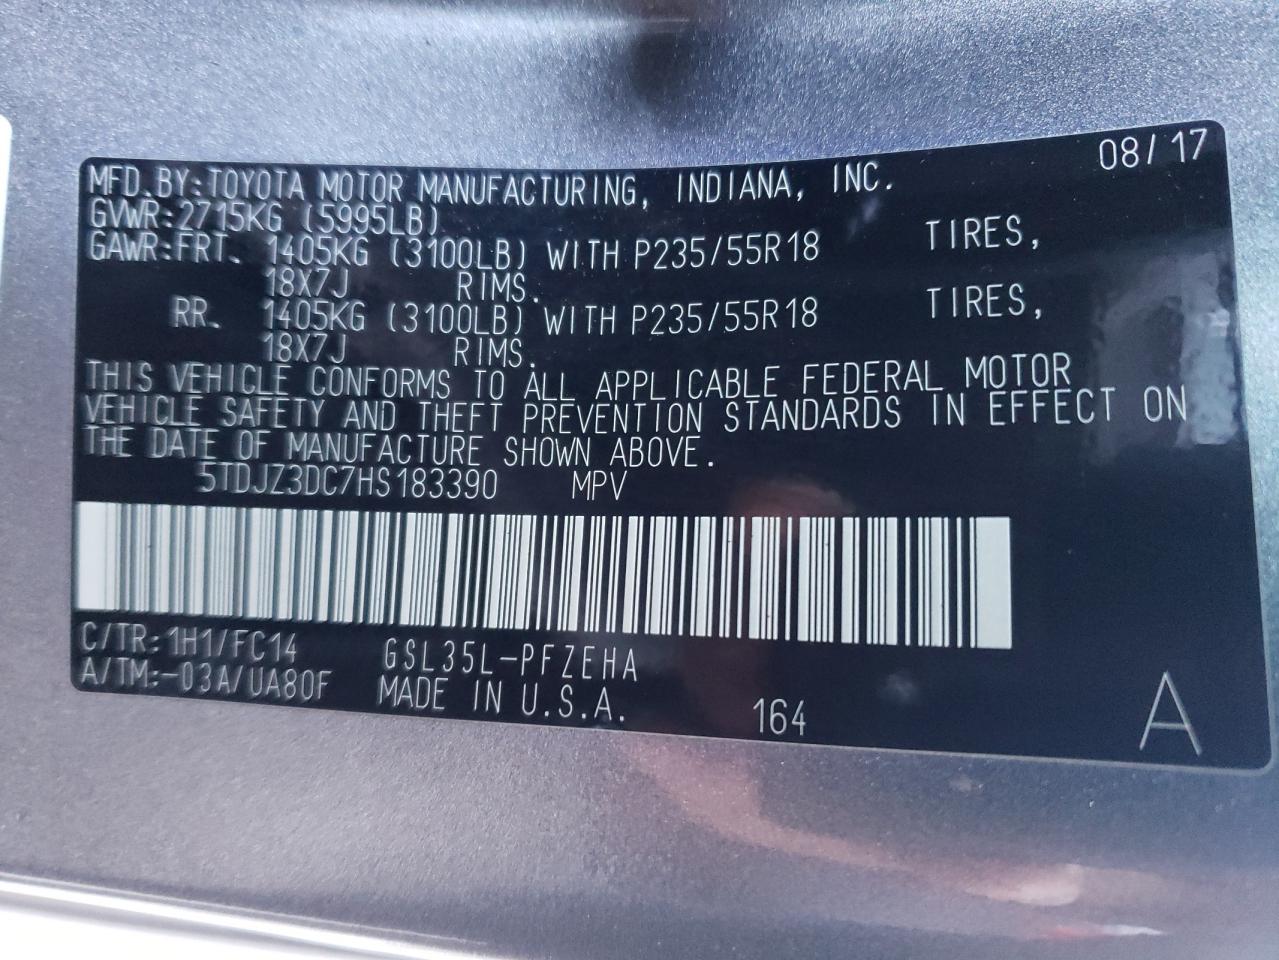 08/17
MFD.BY:TOYOTA MOTOR MANUFACTURING, INDIANA, INC.
GVWR:2715KG (5995LB)
GAWR:FRT. 1405KG (3100LB) WITH P235/55R18 TIRES,
18X7J RIMS.
RR. 1405KG (3100LB) WITH P235/55R18 TIRES,
18X7J RIMS.
THIS VEHICLE CONFORMS TO ALL APPLICABLE FEDERAL MOTOR
VEHICLE SAFETY AND THEFT PREVENTION STANDARDS IN EFFECT ON
THE DATE OF MANUFACTURE SHOWN ABOVE.
5TDJZ3DC7HS183390 MPV
C/TR:1H1/FC14 GSL35L-PFZEHA
A/TM:-03A/UA80F MADE IN U.S.A. 164 A